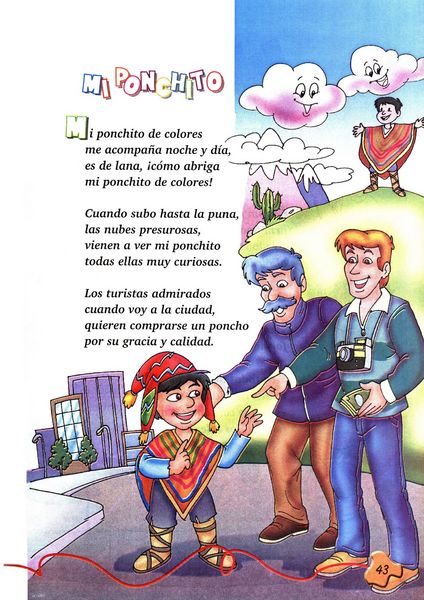 MI PONCHITO
Mi ponchito de colores
me acompaña noche y día,
es de lana, ¡cómo abriga
mi ponchito de colores!
Cuando subo hasta la puna,
las nubes presurosas,
vienen a ver mi ponchito
todas ellas muy curiosas.
Los turistas admirados
cuando voy a la ciudad,
quieren comprarse un poncho
por su gracia y calidad.
43